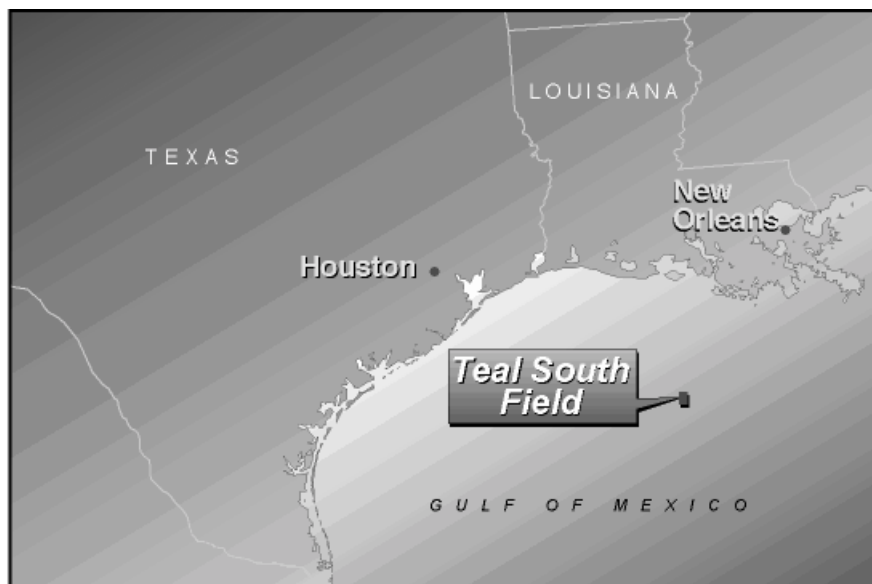 LOUISIANA
TEXAS
New
Orleans
Houston
Teal South
Field
GULF OF MEXICO